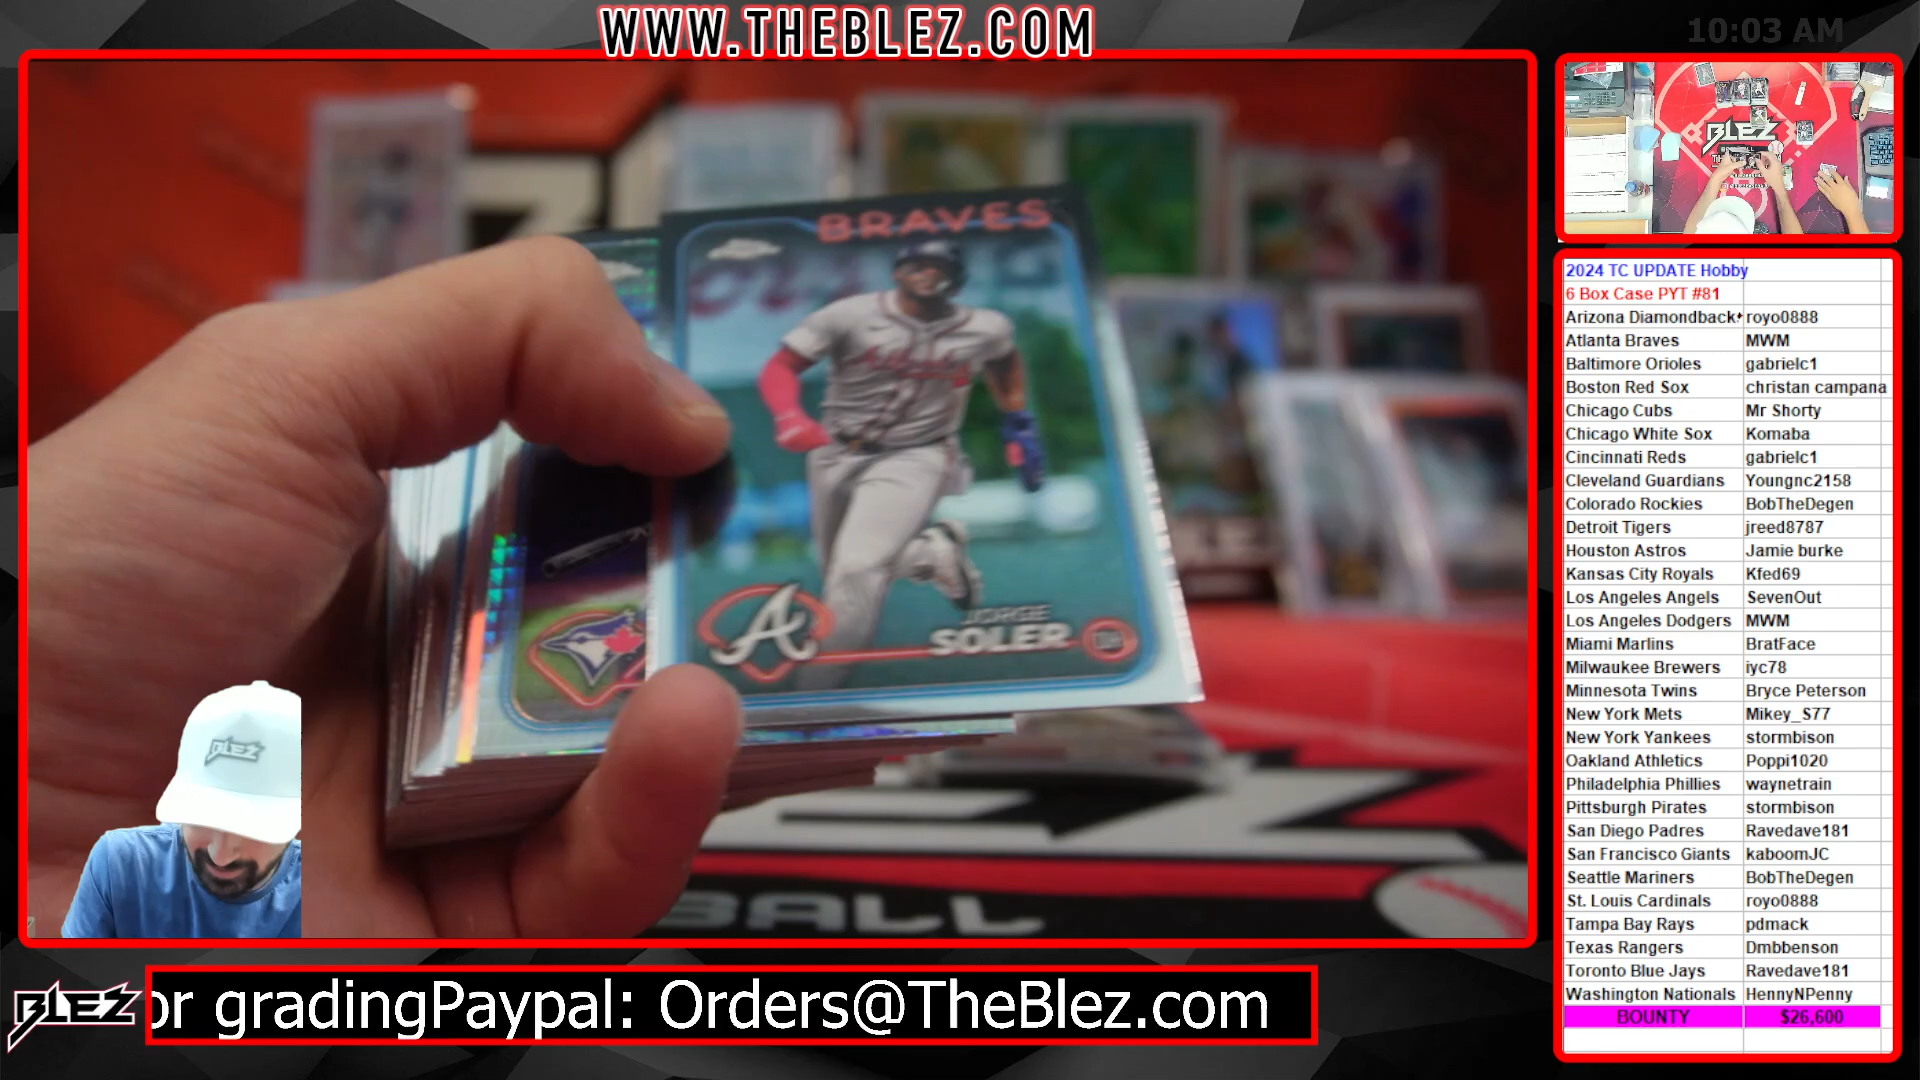 WWW.THEBLEZ.COM
10:03 AM
BRAVES
JORGE
SOLER
BLEZ
BALL
BLEZ
2024 TC UPDATE Hobby
6 Box Case PYT #81
Arizona Diamondback royo0888
Atlanta Braves MWM
Baltimore Orioles gabrielc1
Boston Red Sox christan campana
Chicago Cubs Mr Shorty
Chicago White Sox Komaba
Cincinnati Reds gabrielc1
Cleveland Guardians Youngnc2158
Colorado Rockies BobTheDegen
Detroit Tigers jreed8787
Houston Astros Jamie burke
Kansas City Royals Kfed69
Los Angeles Angels SevenOut
Los Angeles Dodgers MWM
Miami Marlins BratFace
Milwaukee Brewers iyc78
Minnesota Twins Bryce Peterson
New York Mets Mikey_S77
New York Yankees stormbison
Oakland Athletics Poppi1020
Philadelphia Phillies waynetrain
Pittsburgh Pirates stormbison
San Diego Padres Ravedave181
San Francisco Giants kaboomJC
Seattle Mariners BobTheDegen
St. Louis Cardinals royo0888
Tampa Bay Rays pdmack
Texas Rangers Dmbbenson
Toronto Blue Jays Ravedave181
Washington Nationals HennyNPenny
BOUNTY $26,600
BLEZ
or gradingPaypal: Orders@TheBlez.com